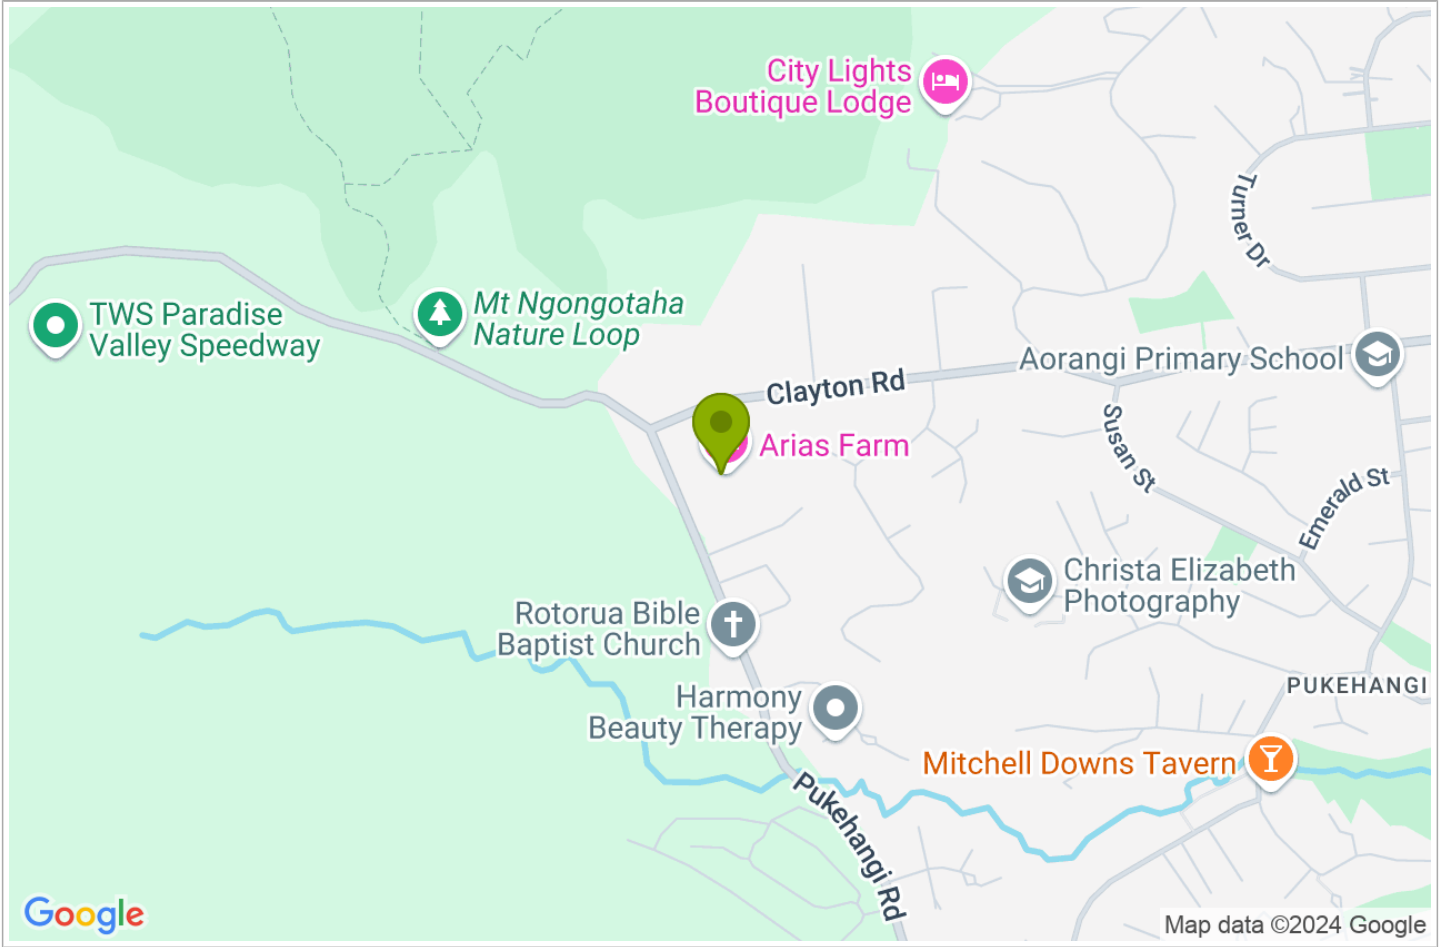 City Lights
Boutique Lodge
Turner Dr
TWS Paradise
Valley Speedway
Mt Ngongotaha
Nature Loop
Aorangi Primary School
Clayton Rd
Arias Farm
Susan St
Emerald St
Christa Elizabeth
Photography
Rotorua Bible
Baptist Church
PUKEHANGI
Harmony
Beauty Therapy
Mitchell Downs Tavern
Pukehangi Rd
Google
Map data ©2024 Google